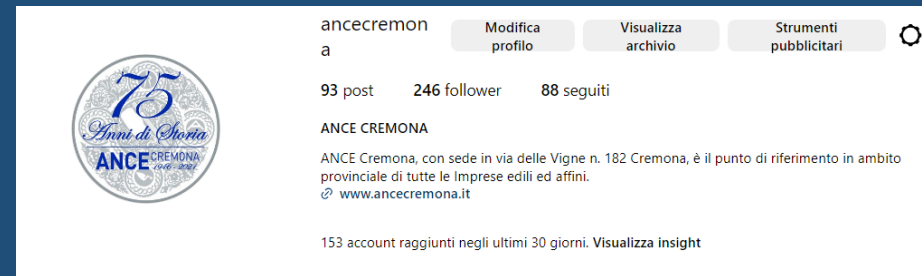 ancecremon
a
Modifica
profilo
Visualizza
archivio
Strumenti
pubblicitari
93 post 246 follower 88 seguiti
75
Anni di Storia
ANCE CREMONA
1946 - 2021
ANCE CREMONA
ANCE Cremona, con sede in via delle Vigne n. 182 Cremona, è il punto di riferimento in ambito
provinciale di tutte le Imprese edili ed affini.
www.ancecremona.it
153 account raggiunti negli ultimi 30 giorni. Visualizza insight